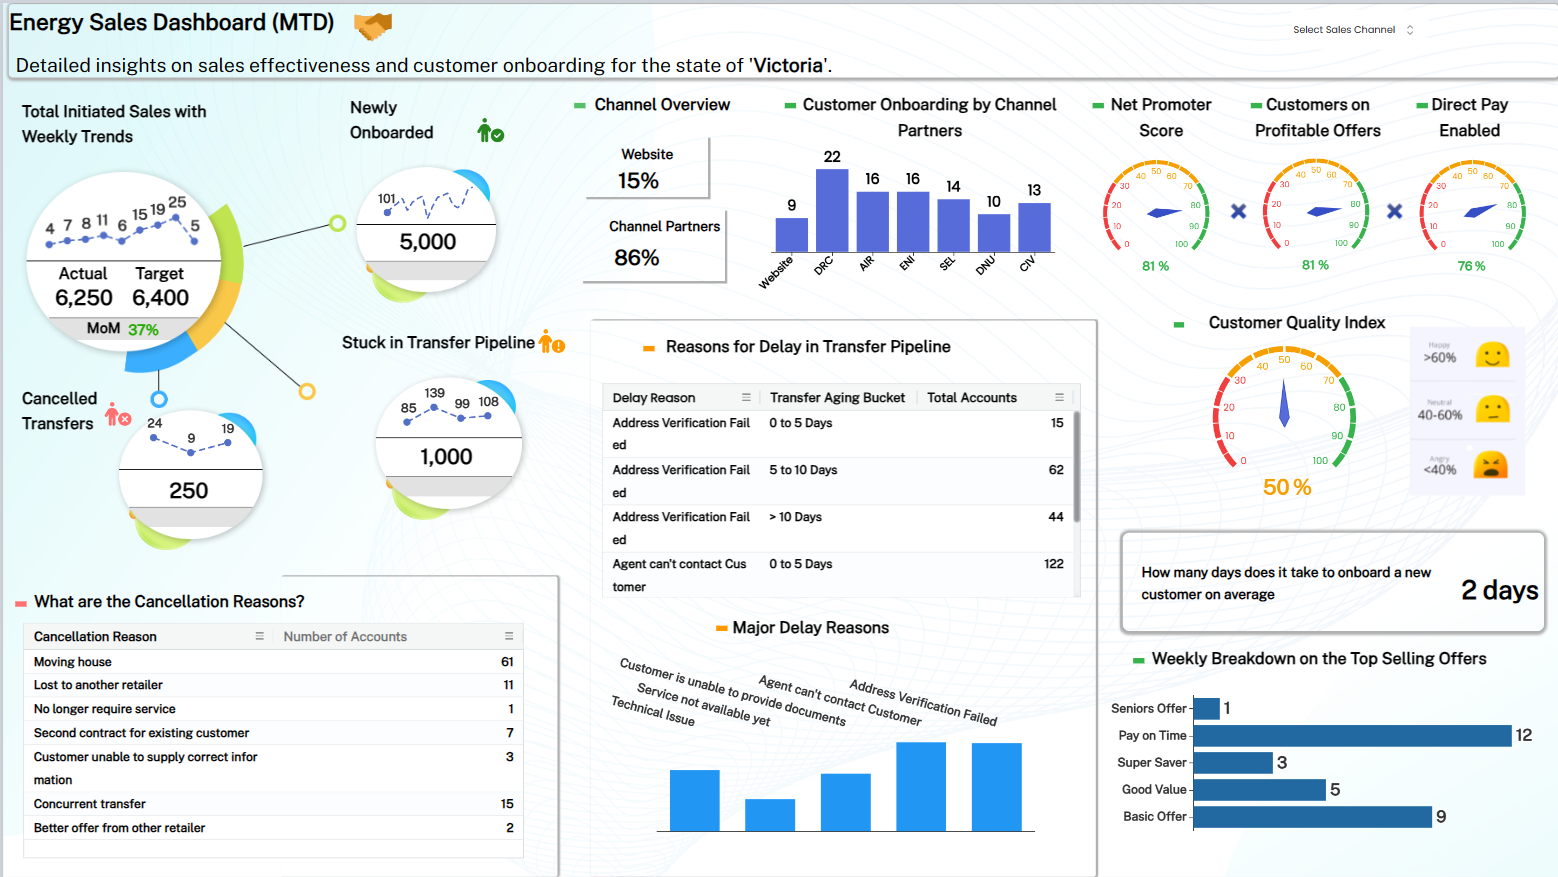 Energy Sales Dashboard (MTD)
Select Sales Channel
Detailed insights on sales effectiveness and customer onboarding for the state of 'Victoria'.
Total Initiated Sales with
Weekly Trends
4 7 8 11 6 15 19 25 5
Actual Target
6,250 6,400
MoM 37%
Newly
Onboarded
101
5,000
Cancelled
Transfers
24 9 19
250
Stuck in Transfer Pipeline
85 139 99 108
1,000
Channel Overview
Website
15%
Channel Partners
86%
Customer Onboarding by Channel
Partners
9 22 16 16 14 10 13
Website DRC AIR ENI SEL DNU CIV
Net Promoter
Score
0 10 20 30 40 50 60 70 80 90 100
81 %
Customers on
Profitable Offers
0 10 20 30 40 50 60 70 80 90 100
81 %
Direct Pay
Enabled
0 10 20 30 40 50 60 70 80 90 100
76 %
Customer Quality Index
0 10 20 30 40 50 60 70 80 90 100
50 %
Happy
>60%
Neutral
40-60%
Angry
<40%
Reasons for Delay in Transfer Pipeline
Delay Reason Transfer Aging Bucket Total Accounts
Address Verification Fail 0 to 5 Days 15
ed
Address Verification Fail 5 to 10 Days 62
ed
Address Verification Fail > 10 Days 44
ed
Agent can't contact Cus 0 to 5 Days 122
tomer
How many days does it take to onboard a new
customer on average
2 days
What are the Cancellation Reasons?
Cancellation Reason Number of Accounts
Moving house 61
Lost to another retailer 11
No longer require service 1
Second contract for existing customer 7
Customer unable to supply correct infor 3
mation
Concurrent transfer 15
Better offer from other retailer 2
Major Delay Reasons
Technical Issue
Service not available yet
Customer is unable to provide documents
Agent can't contact Customer
Address Verification Failed
Weekly Breakdown on the Top Selling Offers
Seniors Offer 1
Pay on Time 12
Super Saver 3
Good Value 5
Basic Offer 9